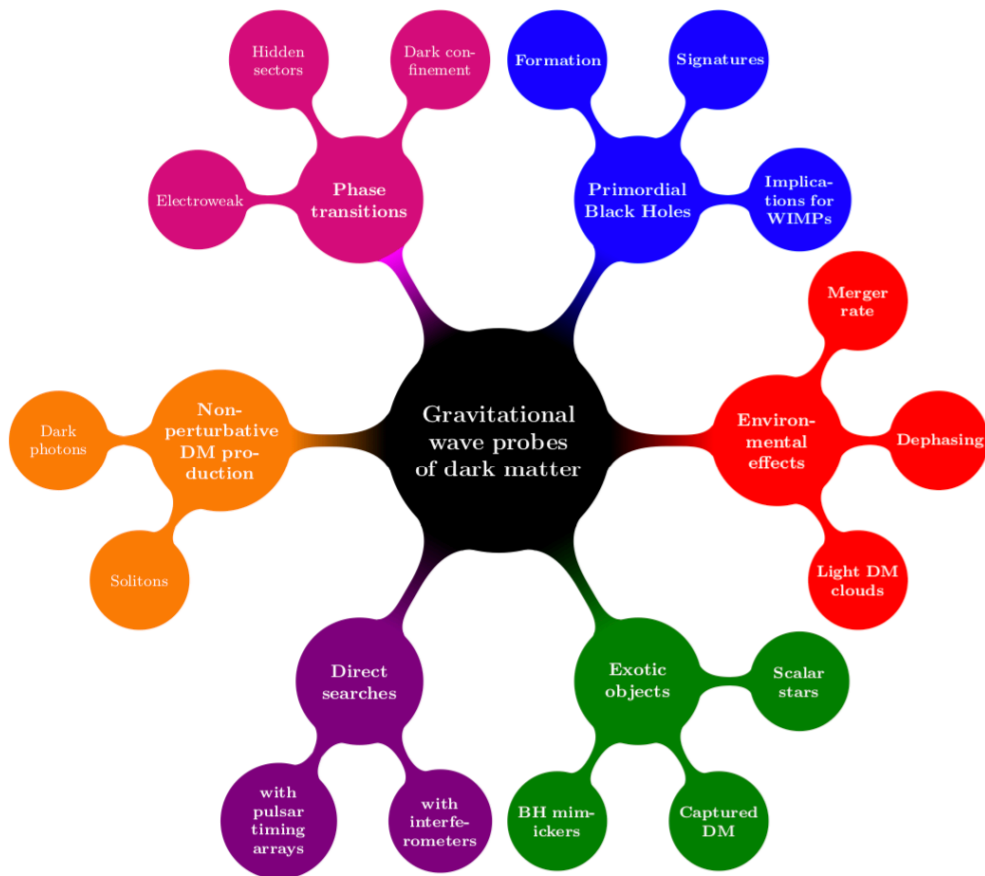 Hidden
sectors
Dark con-
finement
Formation
Signatures
Electroweak
Phase
transitions
Primordial
Black Holes
Implica-
tions for
WIMPs
Merger
rate
Dark
photons
Non-
perturbative
DM pro-
duction
Gravitational
wave probes
of dark matter
Environ-
mental
effects
Dephasing
Solitons
Light DM
clouds
Direct
searches
Exotic
objects
Scalar
stars
with
pulsar
timing
arrays
with
interfe-
rometers
BH mim-
ickers
Captured
DM